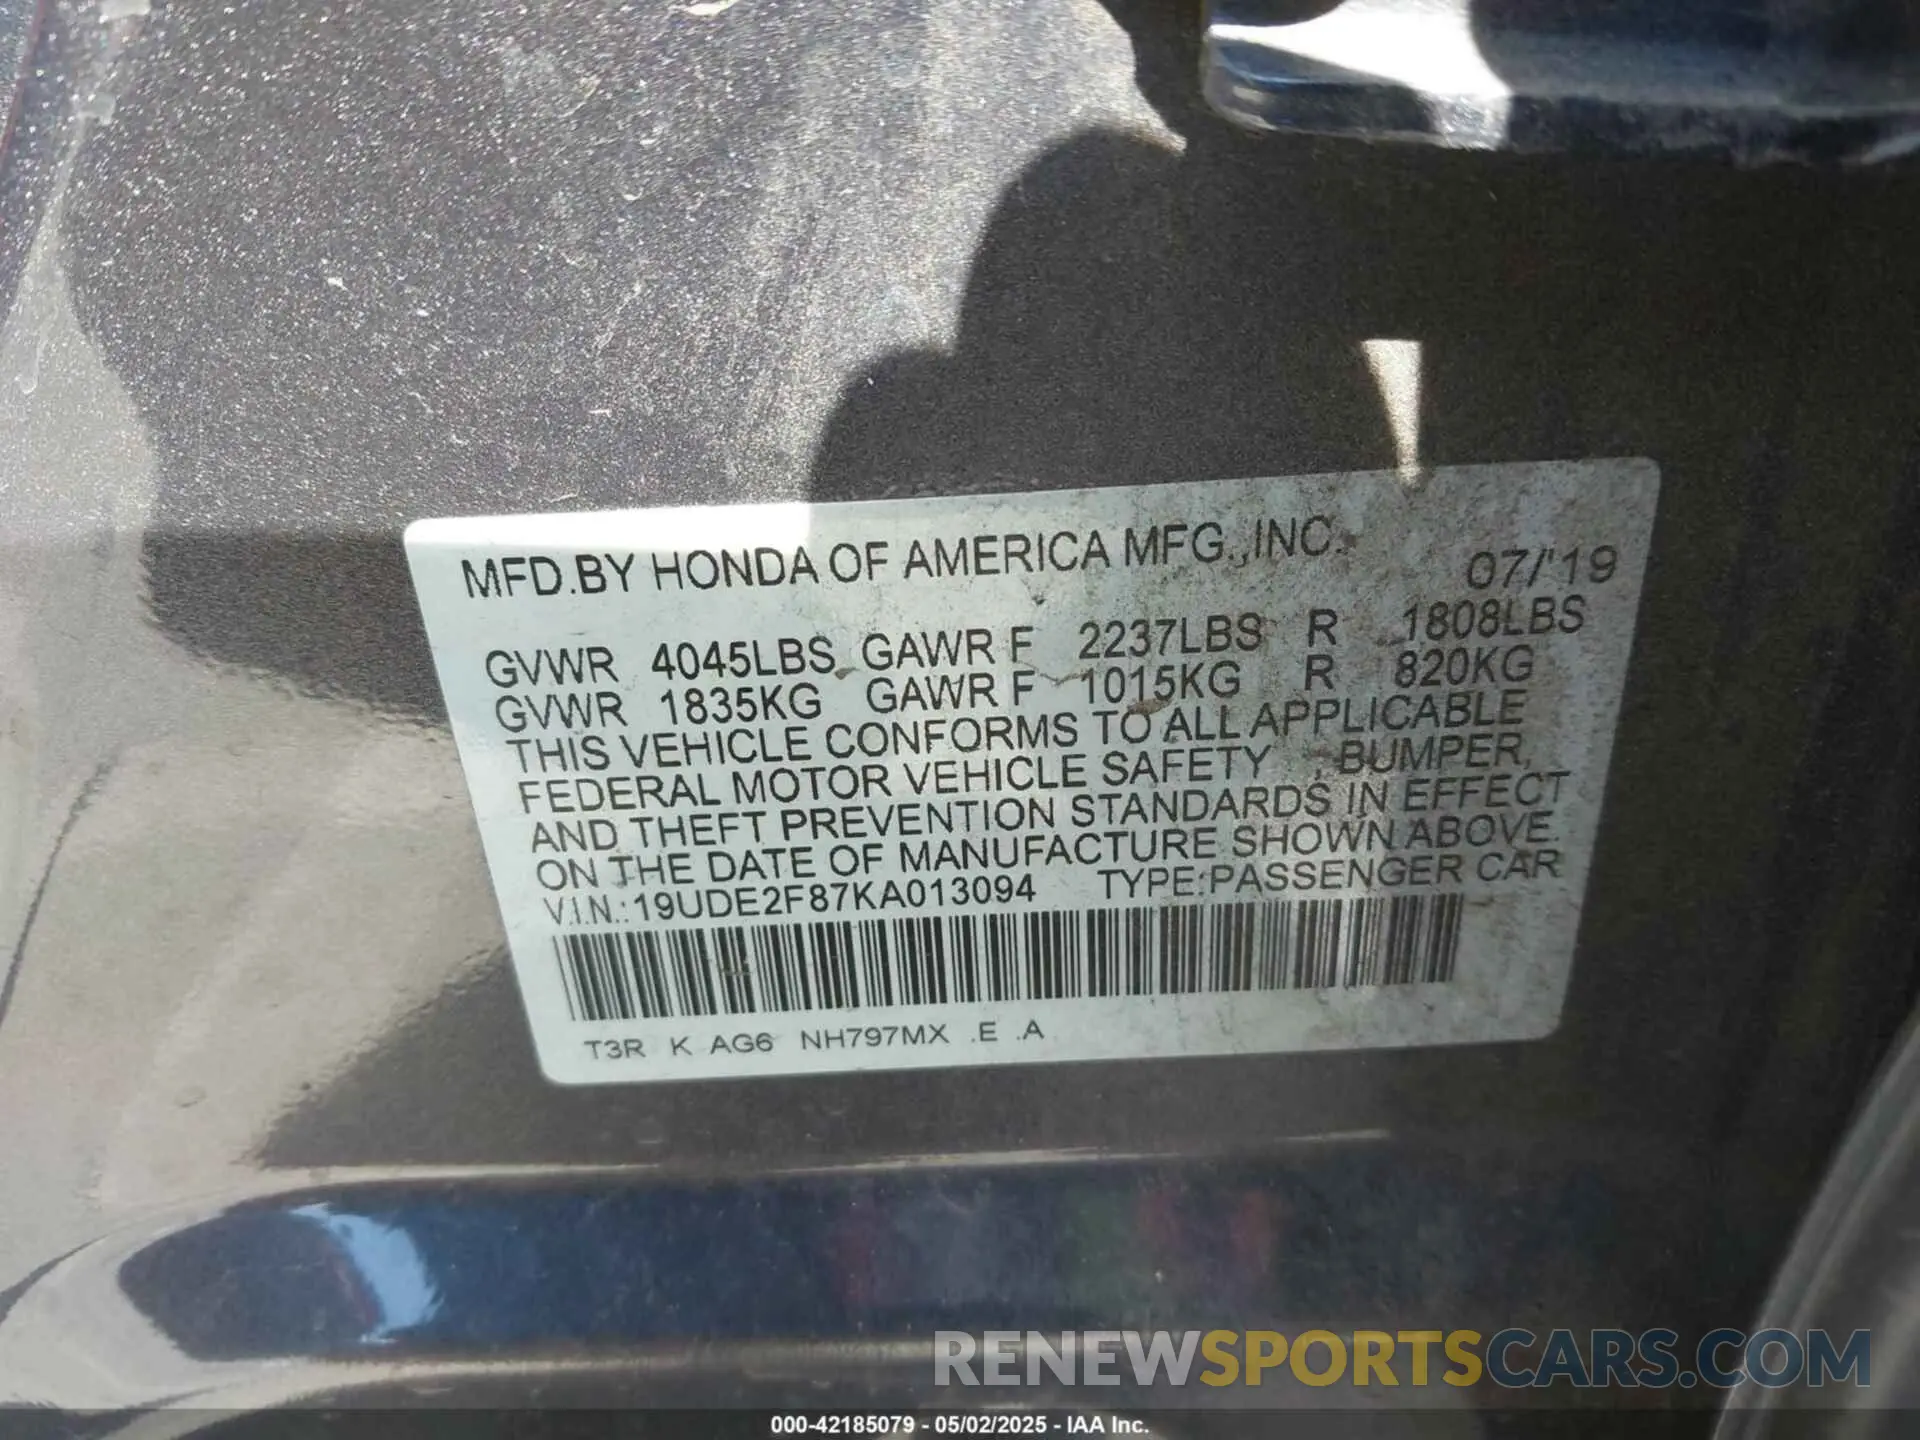 MFD.BY HONDA OF AMERICA MFG.,INC. 07/'19
GVWR 4045LBS GAWR F 2237LBS R 1808LBS
GVWR 1835KG GAWR F 1015KG R 820KG
THIS VEHICLE CONFORMS TO ALL APPLICABLE
FEDERAL MOTOR VEHICLE SAFETY , BUMPER,
AND THEFT PREVENTION STANDARDS IN EFFECT
ON THE DATE OF MANUFACTURE SHOWN ABOVE.
V.I.N.:19UDE2F87KA013094 TYPE:PASSENGER CAR
T3R K AG6 NH797MX .E .A
RENEWSPORTSCARS.COM
000-42185079 - 05/02/2025 - IAA Inc.